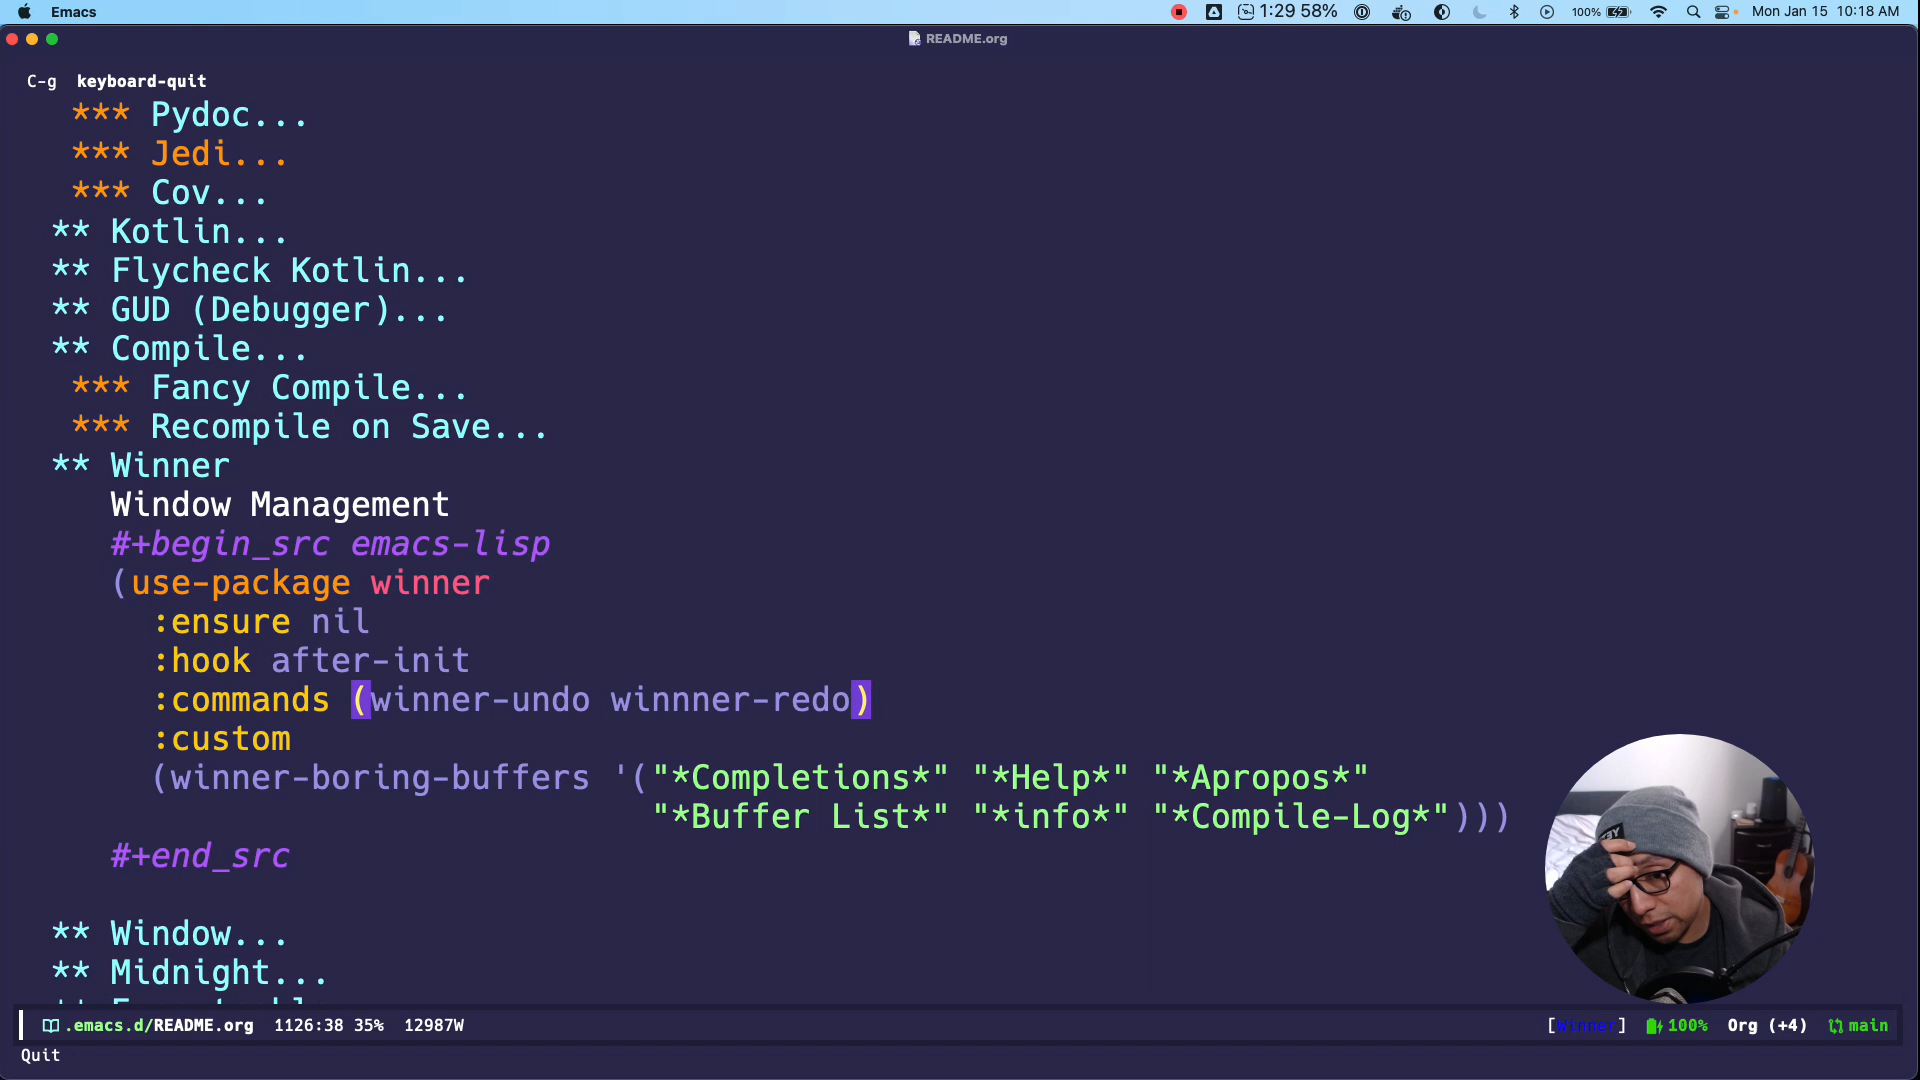 Emacs
1:29 58%
100%
Mon Jan 15 10:18 AM
README.org
C-g keyboard-quit
*** Pydoc...
*** Jedi...
*** Cov...
** Kotlin...
** Flycheck Kotlin...
** GUD (Debugger)...
** Compile...
*** Fancy Compile...
*** Recompile on Save...
** Winner
Window Management
#+begin_src emacs-lisp
(use-package winner
:ensure nil
:hook after-init
:commands (winner-undo winnner-redo)
:custom
(winner-boring-buffers '("*Completions*" "*Help*" "*Apropos*"
"*Buffer List*" "*info*" "*Compile-Log*")))
#+end_src
** Window...
** Midnight...
.emacs.d/README.org 1126:38 35% 12987W
[Winner] 100% Org (+4) main
Quit